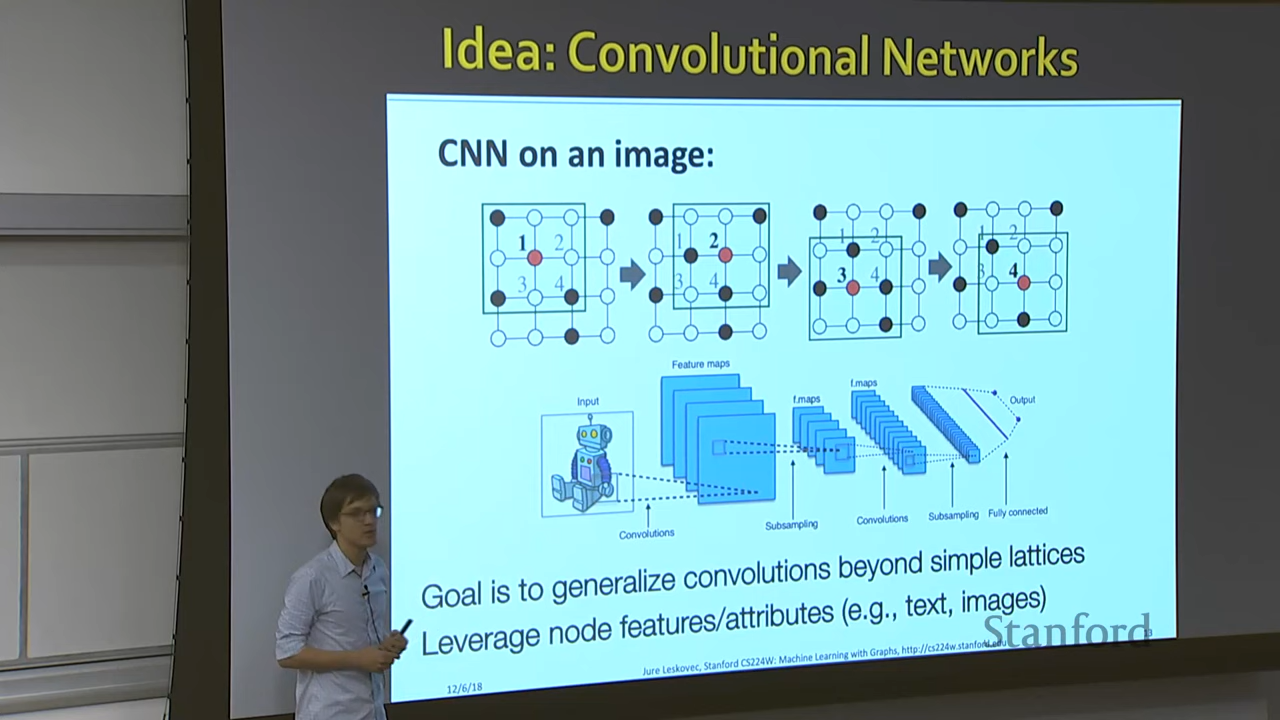 Idea: Convolutional Networks
CNN on an image:
1 2
3 4
1 2
3 4
1 2
3 4
1 2
3 4
Feature maps
Input
f.maps
f.maps
Output
Convolutions
Subsampling
Convolutions
Subsampling
Fully connected
Goal is to generalize convolutions beyond simple lattices
Leverage node features/attributes (e.g., text, images)
Stanford
12/6/18
Jure Leskovec, Stanford CS224W: Machine Learning with Graphs, http://cs224w.stanford.edu